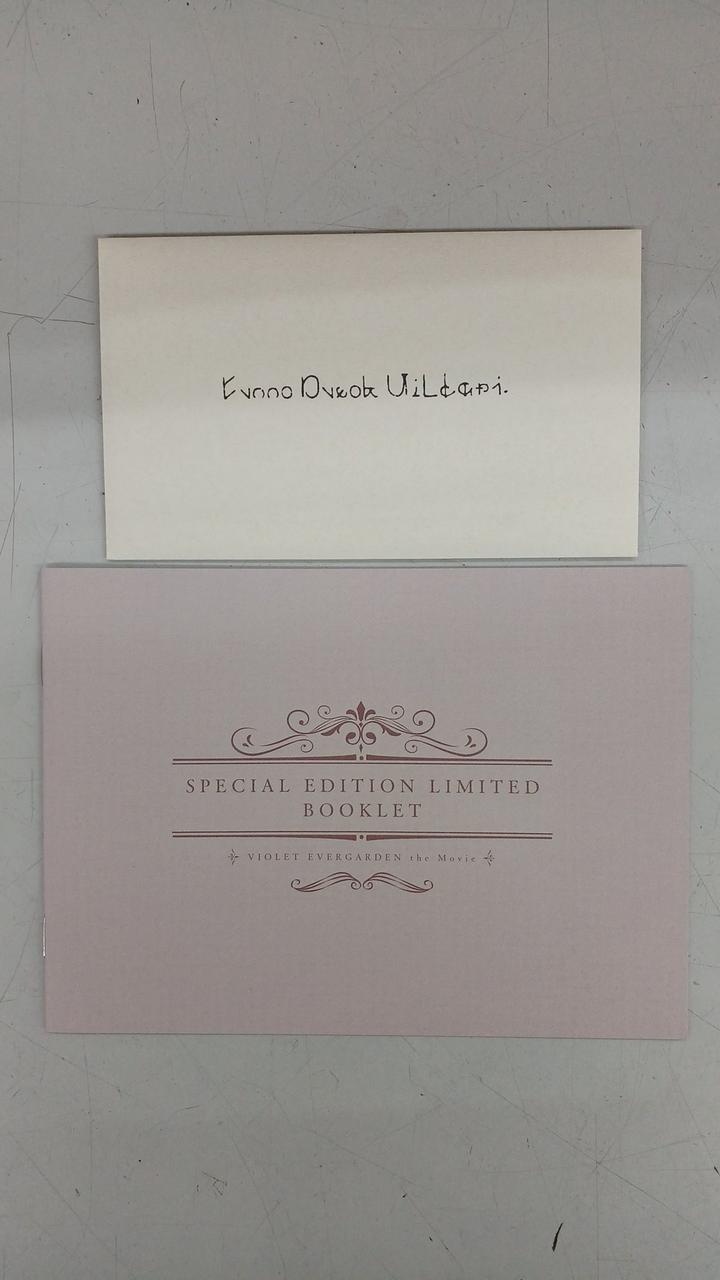 SPECIAL EDITION LIMITED
BOOKLET
VIOLET EVERGARDEN the Movie